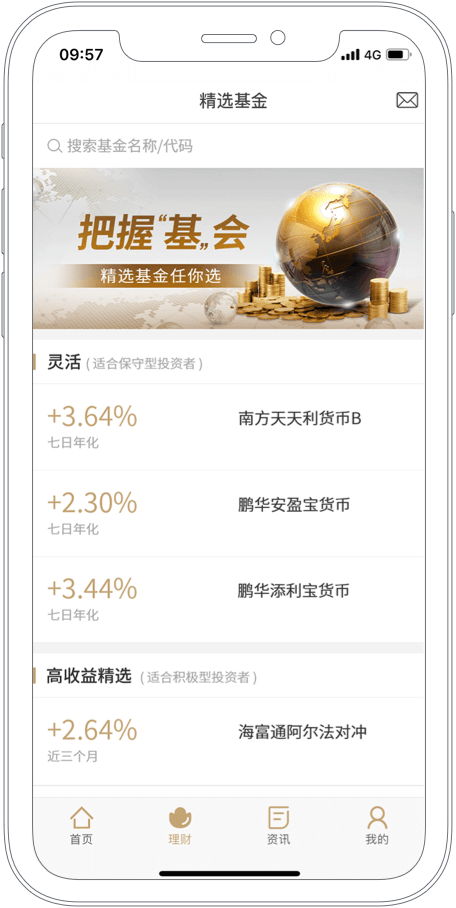 09:57 4G
精选基金
搜索基金名称/代码
把握“基„会
精选基金任你选
灵活 ( 适合保守型投资者 )
+3.64% 南方天天利货币B
七日年化
+2.30% 鹏华安盈宝货币
七日年化
+3.44% 鹏华添利宝货币
七日年化
高收益精选 ( 适合积极型投资者 )
+2.64% 海富通阿尔法对冲
近三个月
首页 理财 资讯 我的